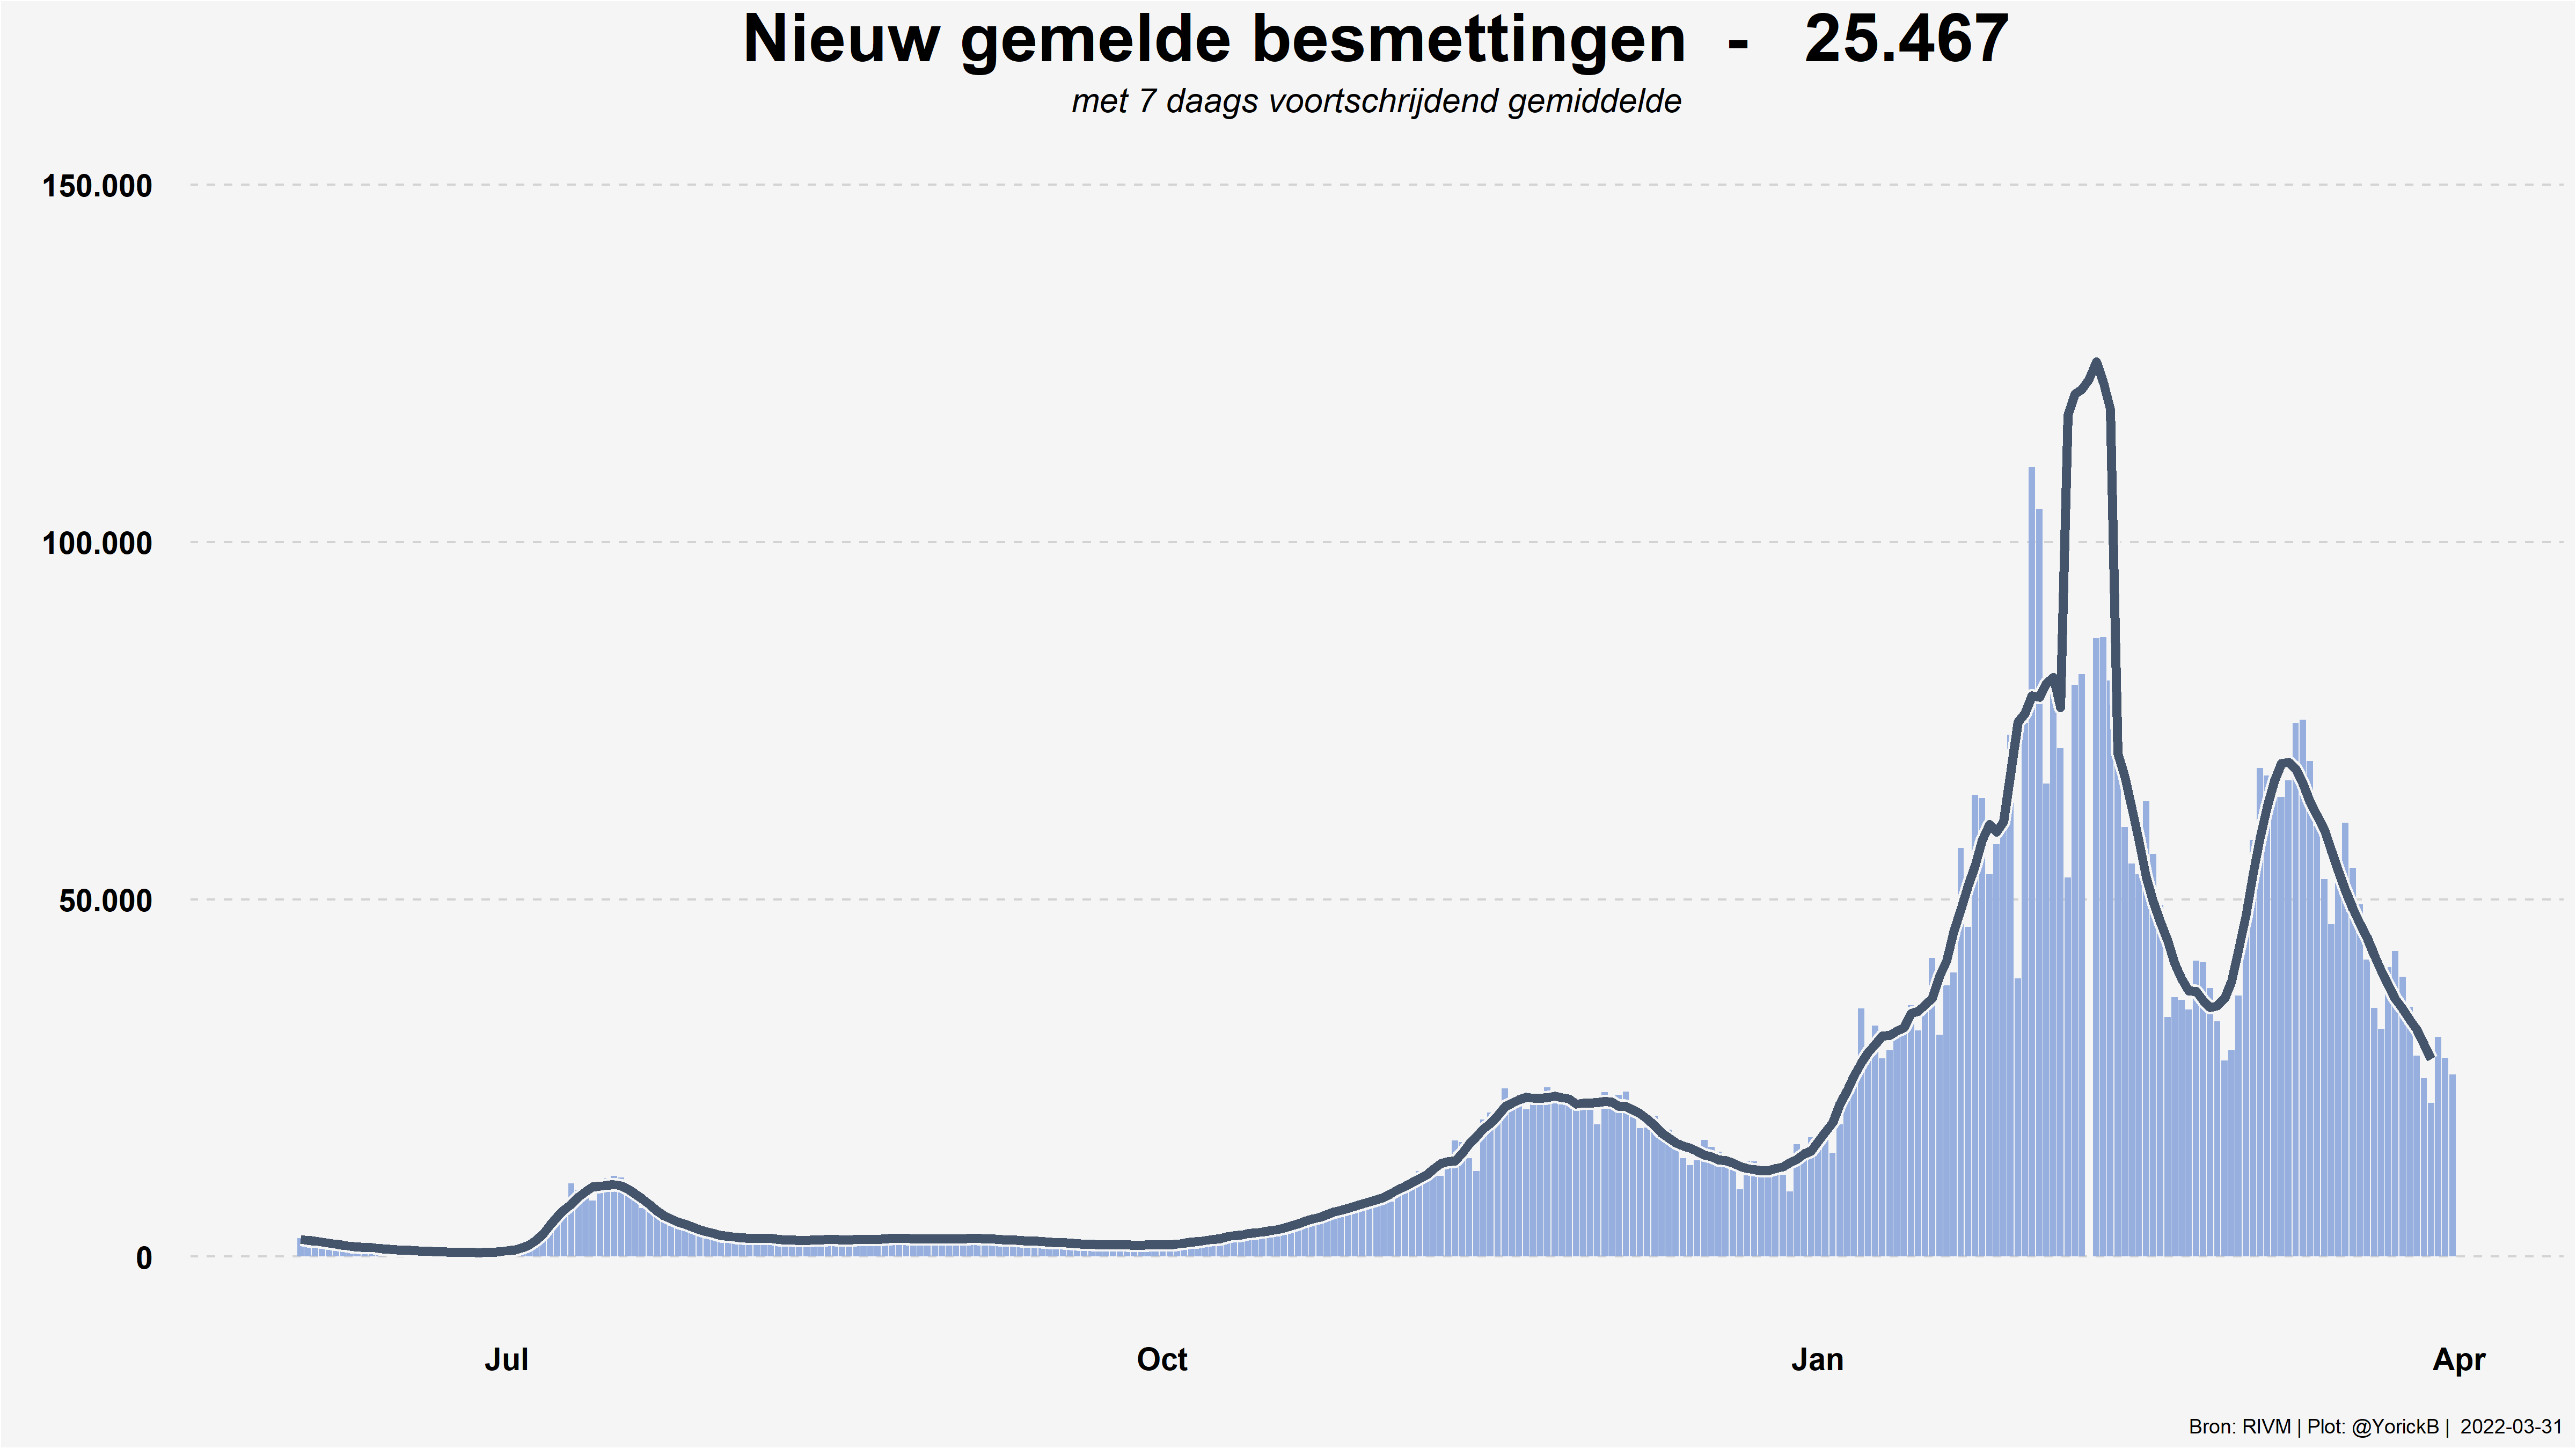 Nieuw gemelde besmettingen - 25.467
met 7 daags voortschrijdend gemiddelde
150.000
100.000
50.000
0
Jul Oct Jan Apr
Bron: RIVM | Plot: @YorickB | 2022-03-31